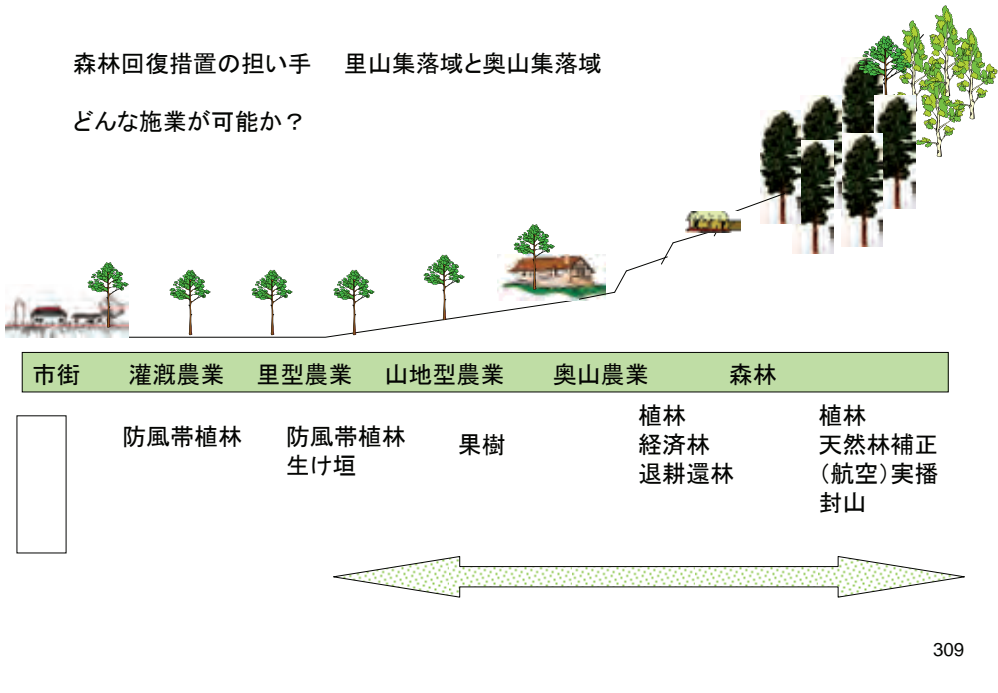 森林回復措置の担い手　里山集落域と奥山集落域
どんな施業が可能か？
市街　灌漑農業　里型農業　山地型農業　奥山農業　森林
防風帯植林
防風帯植林
生け垣
果樹
植林
経済林
退耕還林
植林
天然林補正
（航空）実播
封山
309